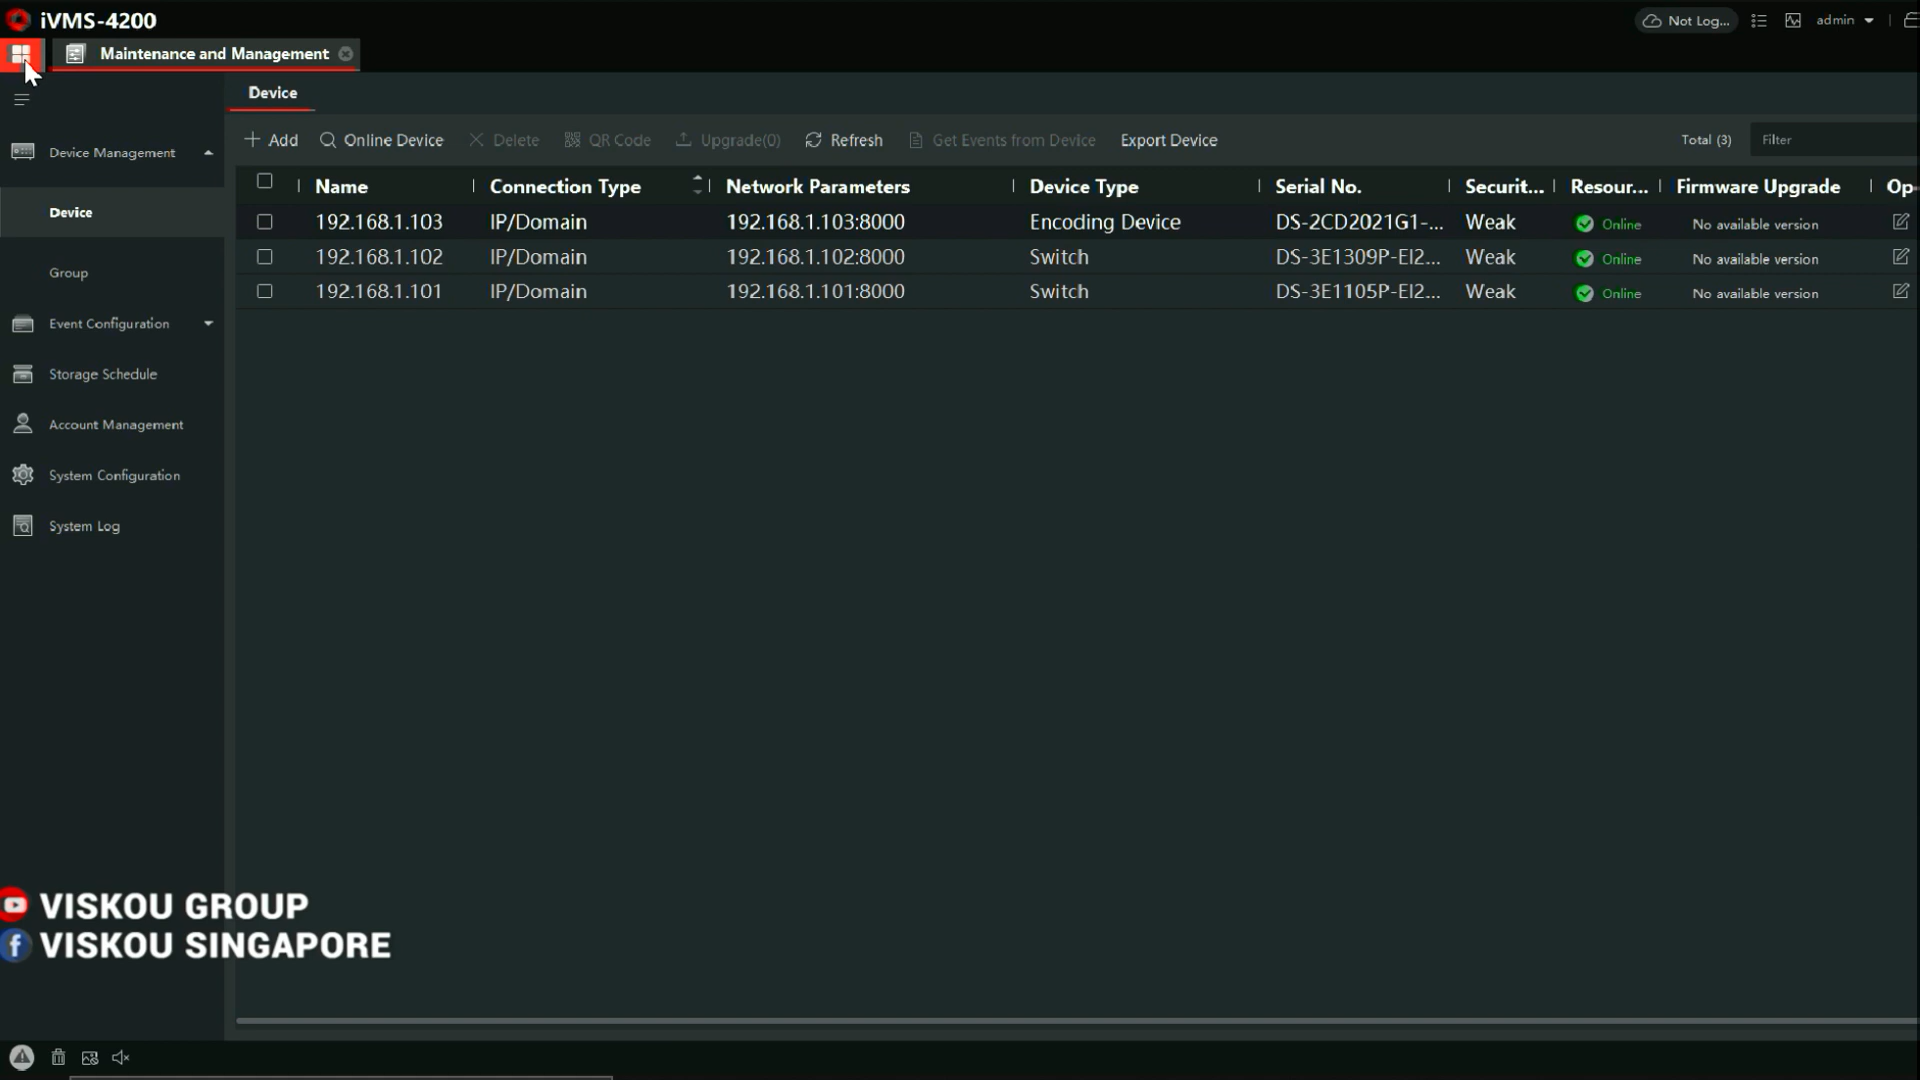 iVMS-4200
Not Log...
admin
Maintenance and Management
Device
Add
Online Device
Delete
QR Code
Upgrade(0)
Refresh
Get Events from Device
Export Device
Total (3)
Filter
Device Management
Device
Group
Event Configuration
Storage Schedule
Account Management
System Configuration
System Log
Name Connection Type Network Parameters Device Type Serial No. Securit... Resour... Firmware Upgrade Op
192.168.1.103 IP/Domain 192.168.1.103:8000 Encoding Device DS-2CD2021G1-... Weak Online No available version
192.168.1.102 IP/Domain 192.168.1.102:8000 Switch DS-3E1309P-EI2... Weak Online No available version
192.168.1.101 IP/Domain 192.168.1.101:8000 Switch DS-3E1105P-EI2... Weak Online No available version
VISKOU GROUP
VISKOU SINGAPORE